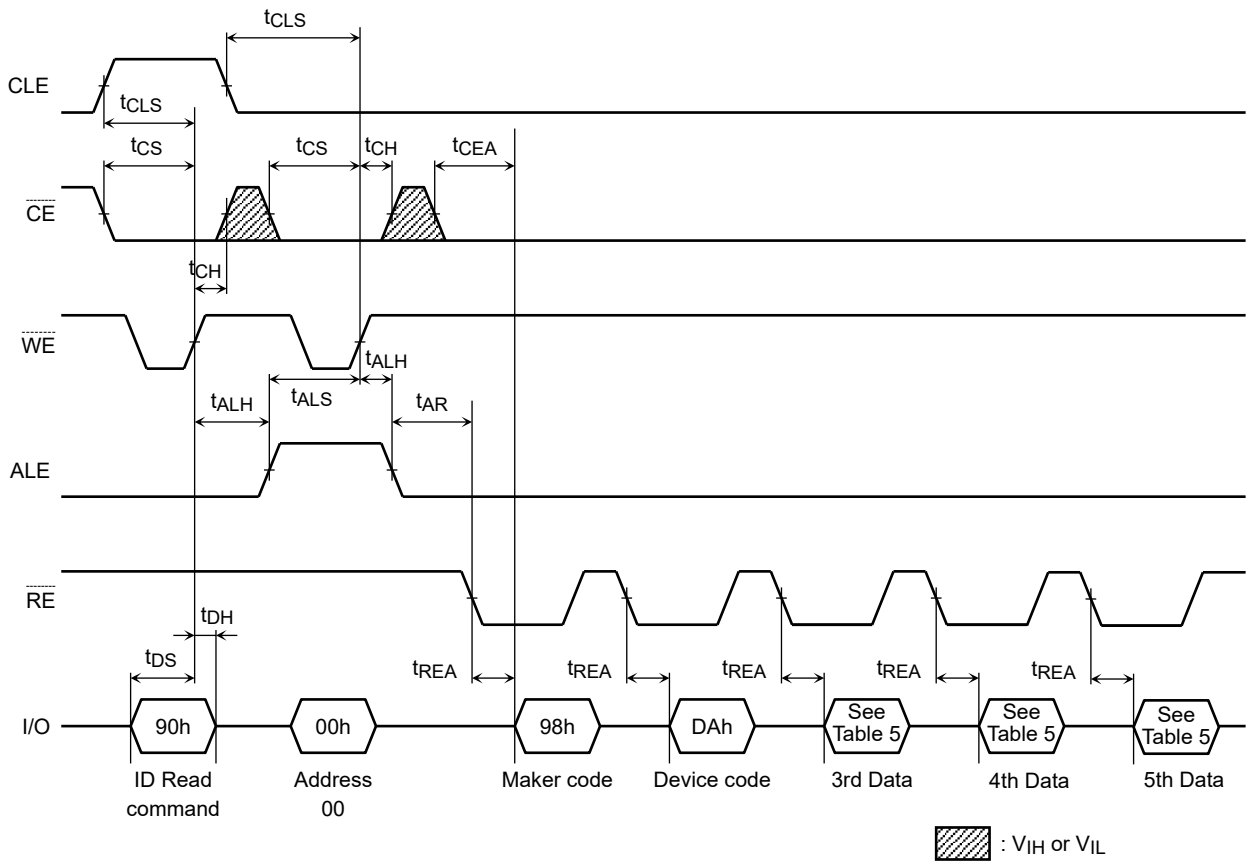 tCLS
CLE
tCLS
tCS
tCS
tCH
tCEA
CE
tCH
WE
tALH
tALH
tALS
tAR
ALE
RE
tDH
tDS
tREA
tREA
tREA
tREA
tREA
I/O
90h
00h
98h
DAh
See
Table 5
See
Table 5
See
Table 5
ID Read
command
Address
00
Maker code
Device code
3rd Data
4th Data
5th Data
: VIH or VIL